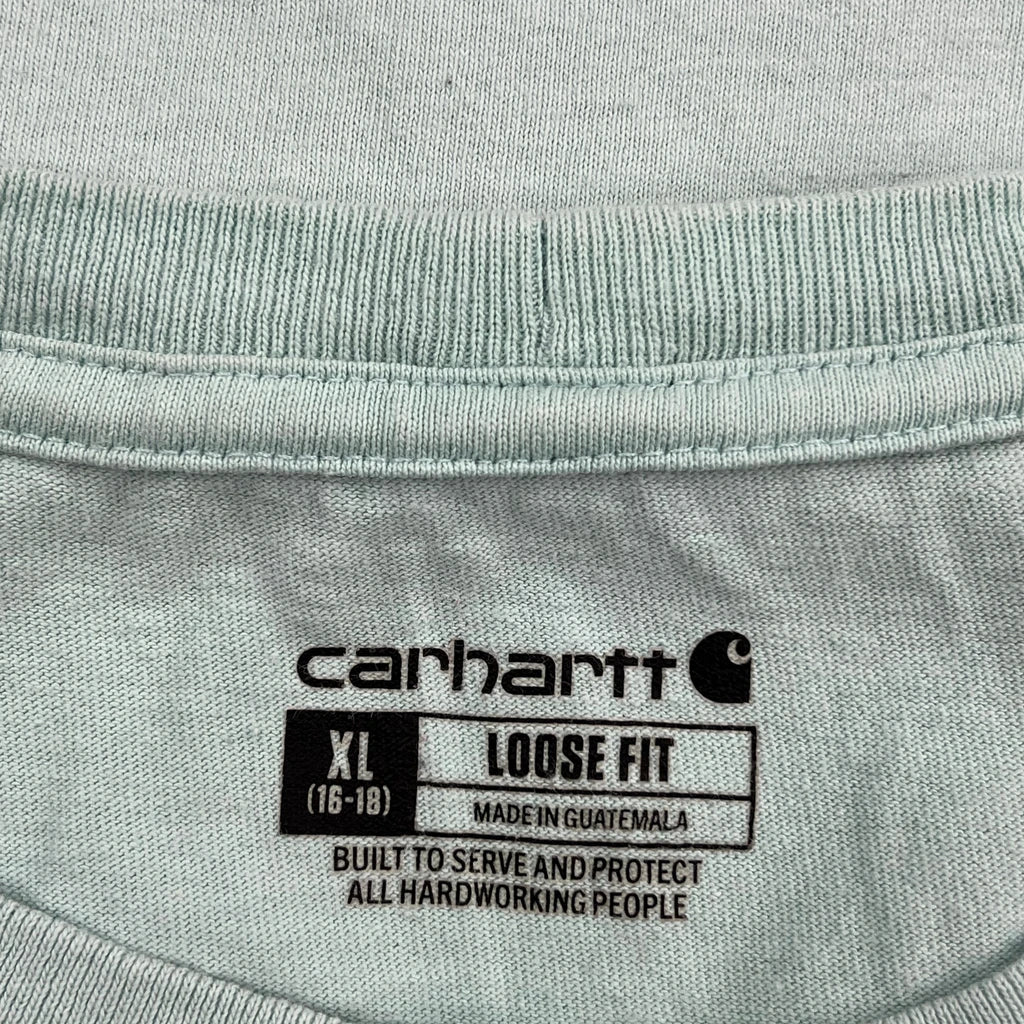 carhartt
XL
(16-18)
LOOSE FIT
MADE IN GUATEMALA
BUILT TO SERVE AND PROTECT
ALL HARDWORKING PEOPLE